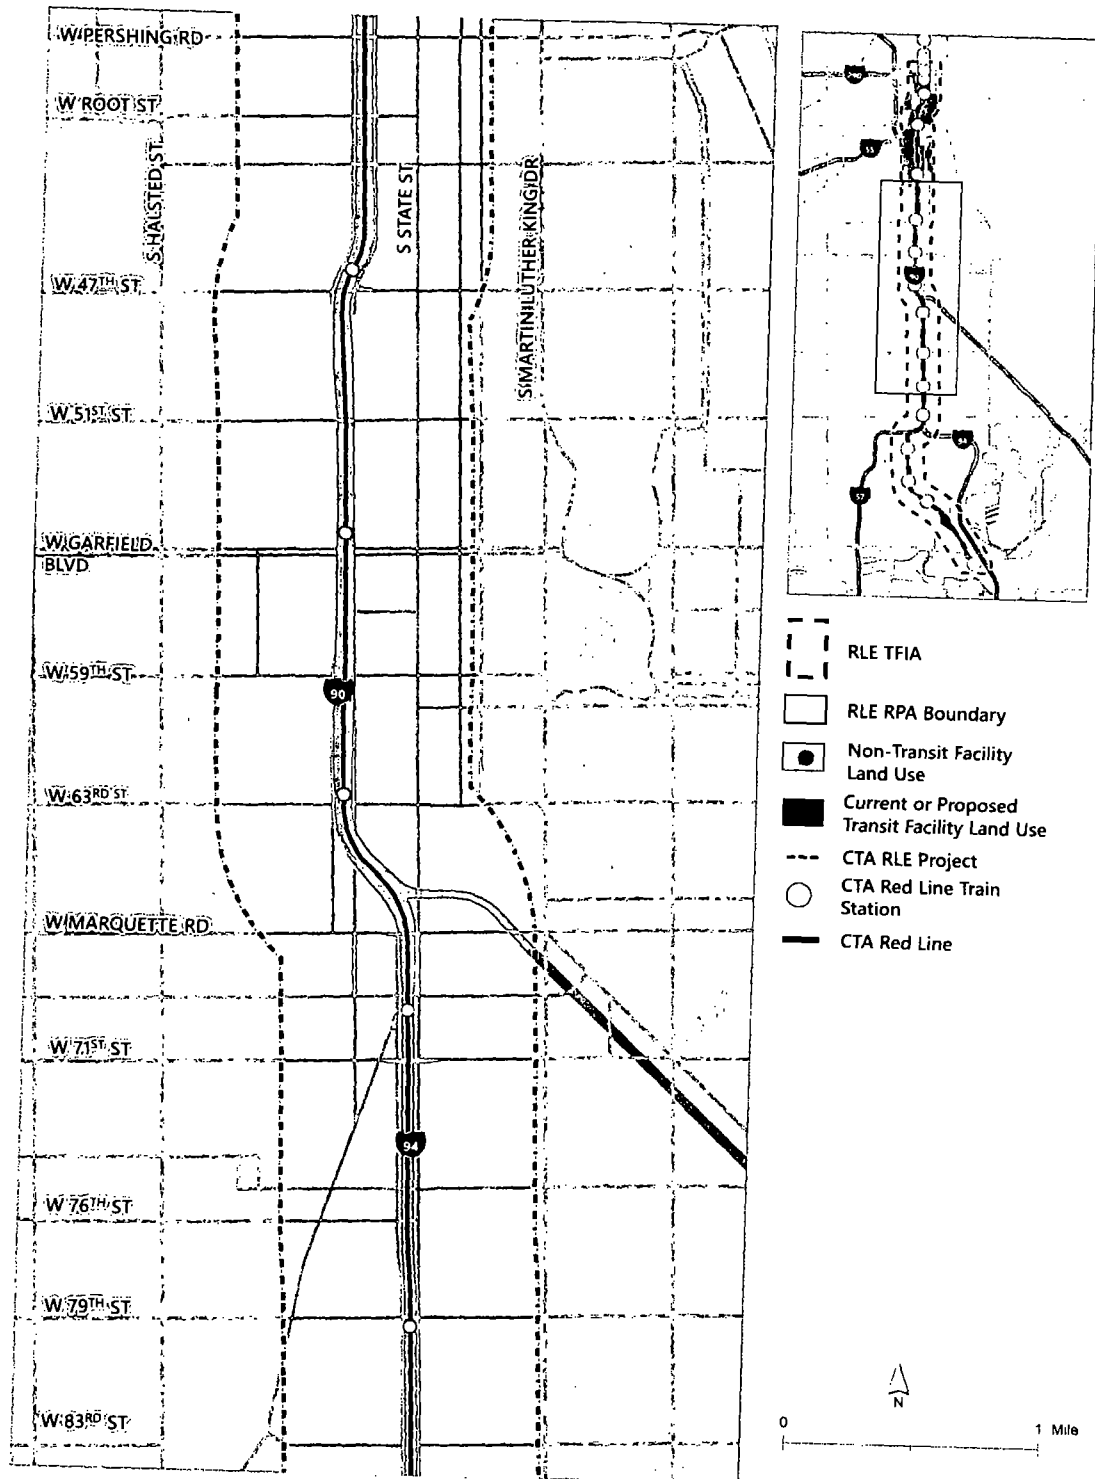 W PERSHING RD
W ROOT ST
S HALSTED ST
S STATE ST
S MARTIN LUTHER KING DR
W 47TH ST
W 51ST ST
W GARFIELD
BLVD
W 59TH ST
90
W 63RD ST
W MARQUETTE RD
W 71ST ST
94
W 76TH ST
W 79TH ST
W 83RD ST
57
RLE TFIA
RLE RPA Boundary
Non-Transit Facility
Land Use
Current or Proposed
Transit Facility Land Use
CTA RLE Project
CTA Red Line Train
Station
CTA Red Line
N
0
1 Mile